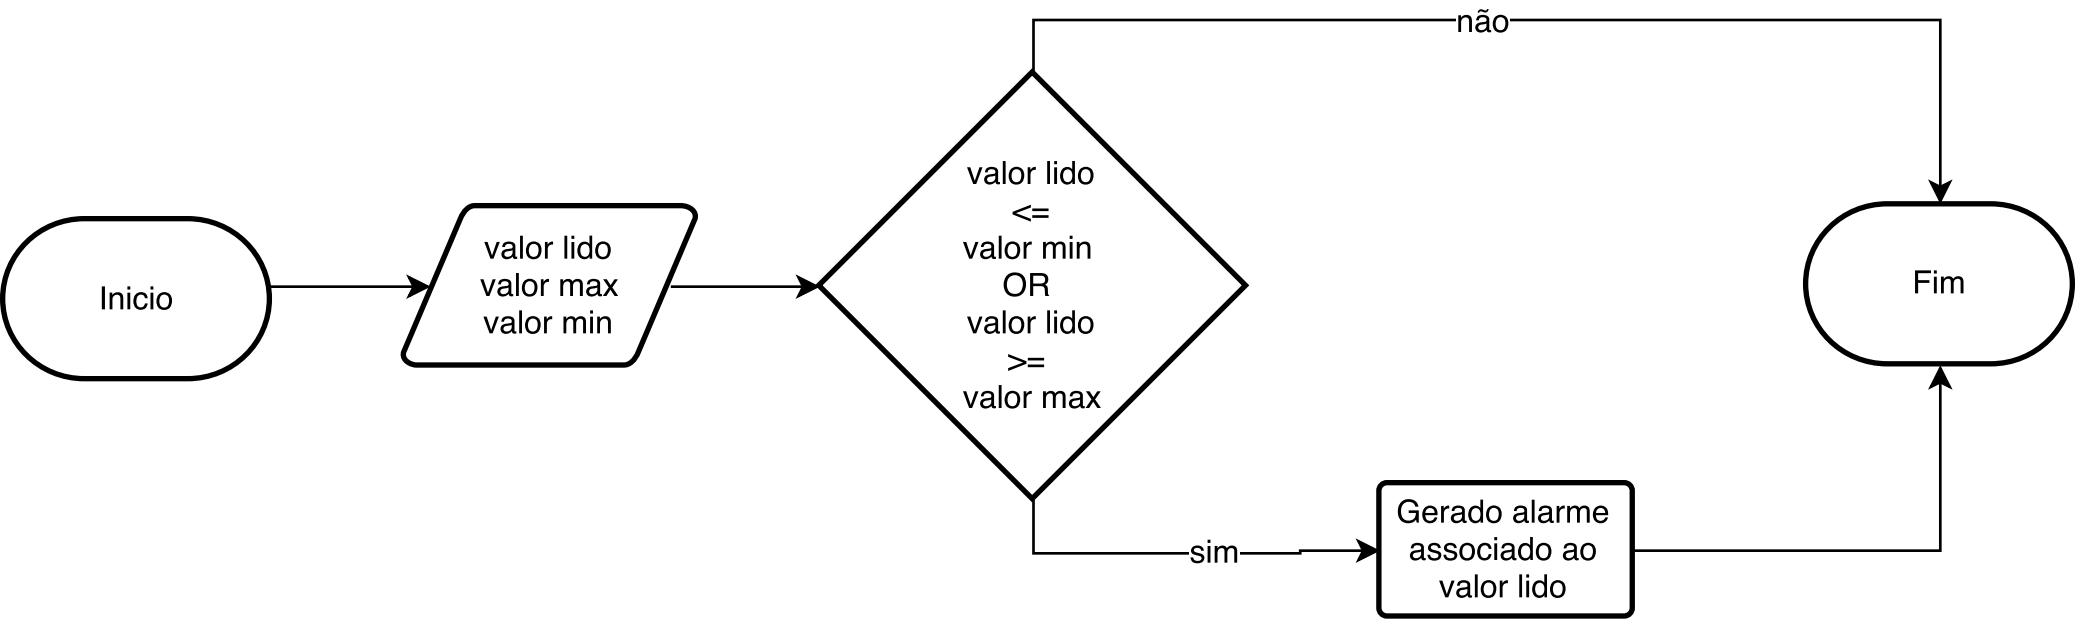 não
Inicio
valor lido
valor max
valor min
valor lido
<=
valor min
OR
valor lido
>=
valor max
Fim
sim
Gerado alarme
associado ao
valor lido